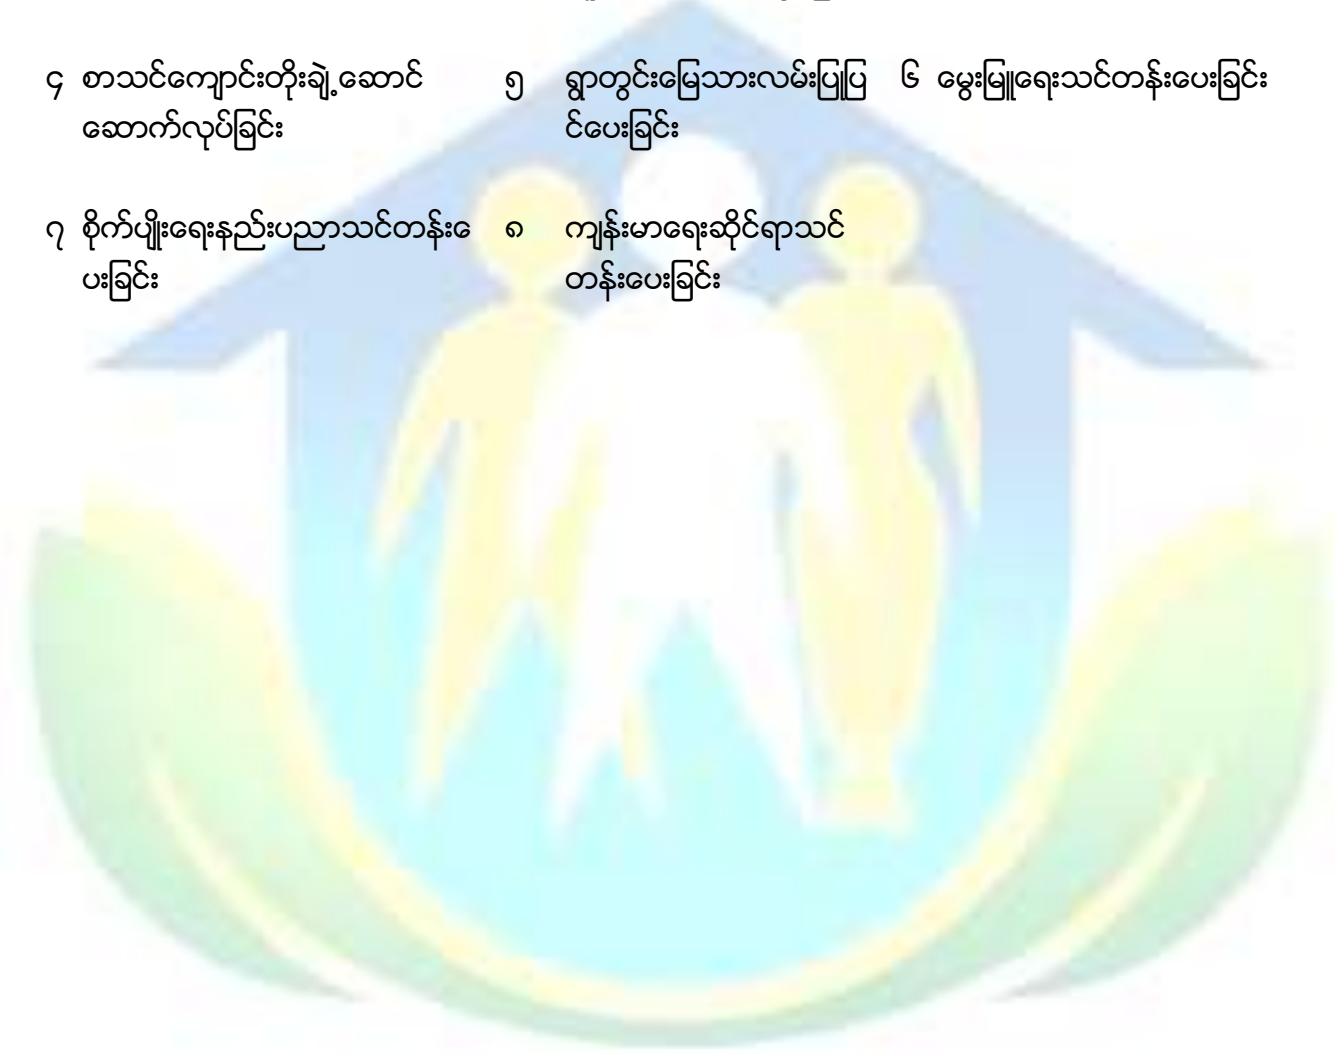 ၄ စာသင်ကျောင်းတိုးချဲ့ဆောင် ၅ ရွာတွင်းမြေသားလမ်းပြုပြ ၆ မွေးမြူရေးသင်တန်းပေးခြင်း
ဆောက်လုပ်ခြင်း င်ပေးခြင်း
၇ စိုက်ပျိုးရေးနည်းပညာသင်တန်းေ ၈ ကျန်းမာရေးဆိုင်ရာသင်
ပးခြင်း တန်းပေးခြင်း